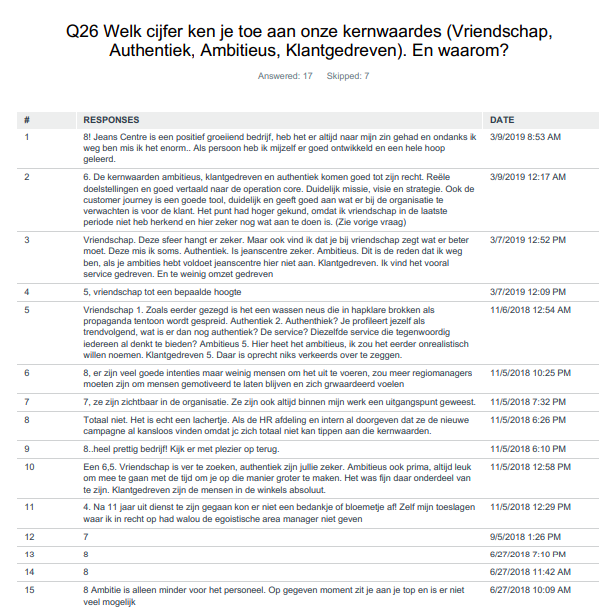 Q26 Welk cijfer ken je toe aan onze kernwaardes (Vriendschap,
Authentiek, Ambitieus, Klantgedreven). En waarom?
Answered: 17 Skipped: 7
# RESPONSES DATE
1 8! Jeans Centre is een positief groeiiend bedrijf, heb het er altijd naar mijn zin gehad en ondanks ik 3/9/2019 8:53 AM
weg ben mis ik het enorm.. Als persoon heb ik mijzelf er goed ontwikkeld en een hele hoop
geleerd.
2 6. De kernwaarden ambitieus, klantgedreven en authentiek komen goed tot zijn recht. Reële 3/9/2019 12:17 AM
doelstellingen en goed vertaald naar de operation core. Duidelijk missie, visie en strategie. Ook de
customer journey is een goede tool, duidelijk en geeft goed aan wat er bij de organisatie te
verwachten is voor de klant. Het punt had hoger gekund, omdat ik vriendschap in de laatste
periode niet heb herkend en hier zeker nog wat aan te doen is. (Zie vorige vraag)
3 Vriendschap. Deze sfeer hangt er zeker. Maar ook vind ik dat je bij vriendschap zegt wat er beter 3/7/2019 12:52 PM
moet. Deze mis ik soms. Authentiek. Is jeanscentre zeker. Ambitieus. Dit is de reden dat ik weg
ben, als je ambities hebt voldoet jeanscentre hier niet aan. Klantgedreven. Ik vind het vooral
service gedreven. En te weinig omzet gedreven
4 5, vriendschap tot een bepaalde hoogte 3/7/2019 12:09 PM
5 Vriendschap 1. Zoals eerder gezegd is het een wassen neus die in hapklare brokken als 11/6/2018 12:54 AM
propaganda tentoon wordt gespreid. Authentiek 2. Authenthiek? Je profileert jezelf als
trendvolgend, wat is er dan nog authentiek? De service? Diezelfde service die tegenwoordig
iedereen al denkt te bieden? Ambitieus 5. Hier heet het ambitieus, ik zou het eerder onrealistisch
willen noemen. Klantgedreven 5. Daar is oprecht niks verkeerds over te zeggen.
6 8, er zijn veel goede intenties maar weinig mensen om het uit te voeren, zou meer regiomanagers 11/5/2018 10:25 PM
moeten zijn om mensen gemotiveerd te laten blijven en zich grwaardeerd voelen
7 7, ze zijn zichtbaar in de organisatie. Ze zijn ook altijd binnen mijn werk een uitgangspunt geweest. 11/5/2018 7:32 PM
8 Totaal niet. Het is echt een lachertje. Als de HR afdeling en intern al doorgeven dat ze de nieuwe 11/5/2018 6:26 PM
campagne al kansloos vinden omdat jc zich totaal niet kan tippen aan die kernwaarden.
9 8..heel prettig bedrijf! Kijk er met plezier op terug. 11/5/2018 6:10 PM
10 Een 6,5. Vriendschap is ver te zoeken, authentiek zijn jullie zeker. Ambitieus ook prima, altijd leuk 11/5/2018 12:58 PM
om mee te gaan met de tijd om je op die manier groter te maken. Het was fijn daar onderdeel van
te zijn. Klantgedreven zijn de mensen in de winkels absoluut.
11 4. Na 11 jaar uit dienst te zijn gegaan kon er niet een bedankje of bloemetje af! Zelf mijn toeslagen 11/5/2018 12:29 PM
waar ik in recht op had walou de egoistische area manager niet geven
12 7 9/5/2018 1:26 PM
13 8 6/27/2018 7:10 PM
14 8 6/27/2018 11:42 AM
15 8 Ambitie is alleen minder voor het personeel. Op gegeven moment zit je aan je top en is er niet 6/27/2018 10:09 AM
veel mogelijk